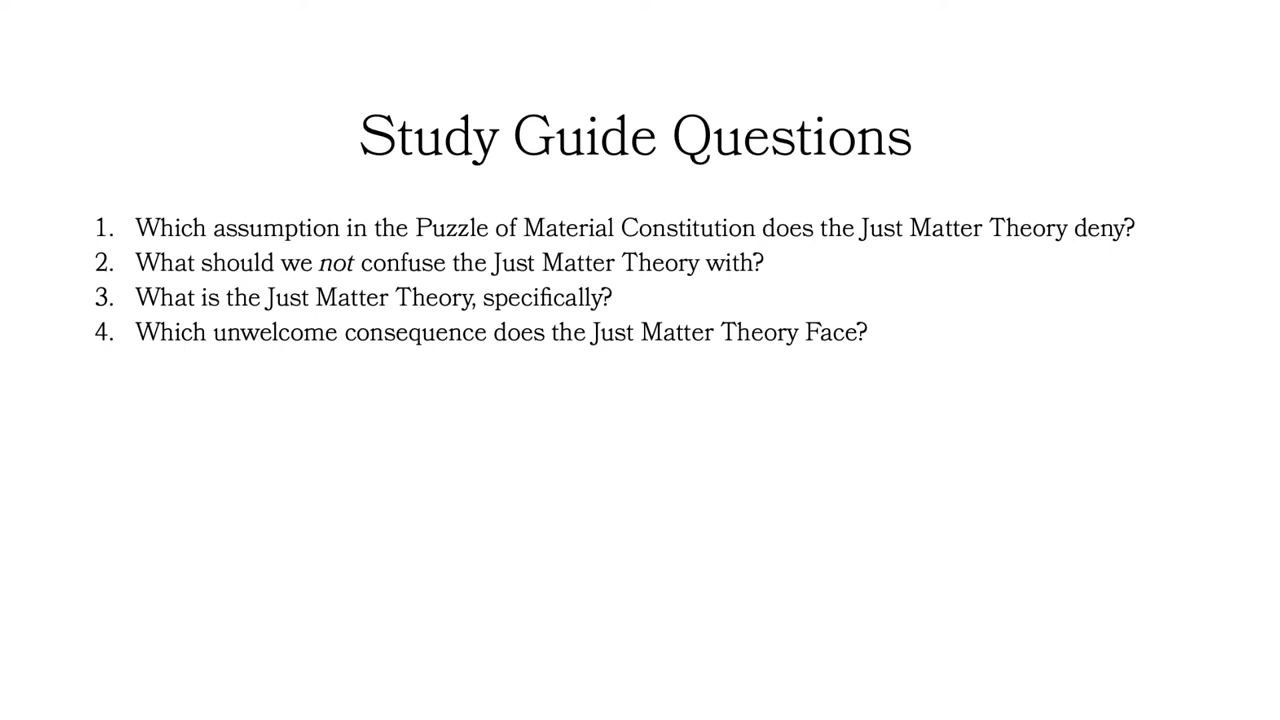 Study Guide Questions
1. Which assumption in the Puzzle of Material Constitution does the Just Matter Theory deny?
2. What should we not confuse the Just Matter Theory with?
3. What is the Just Matter Theory, specifically?
4. Which unwelcome consequence does the Just Matter Theory Face?